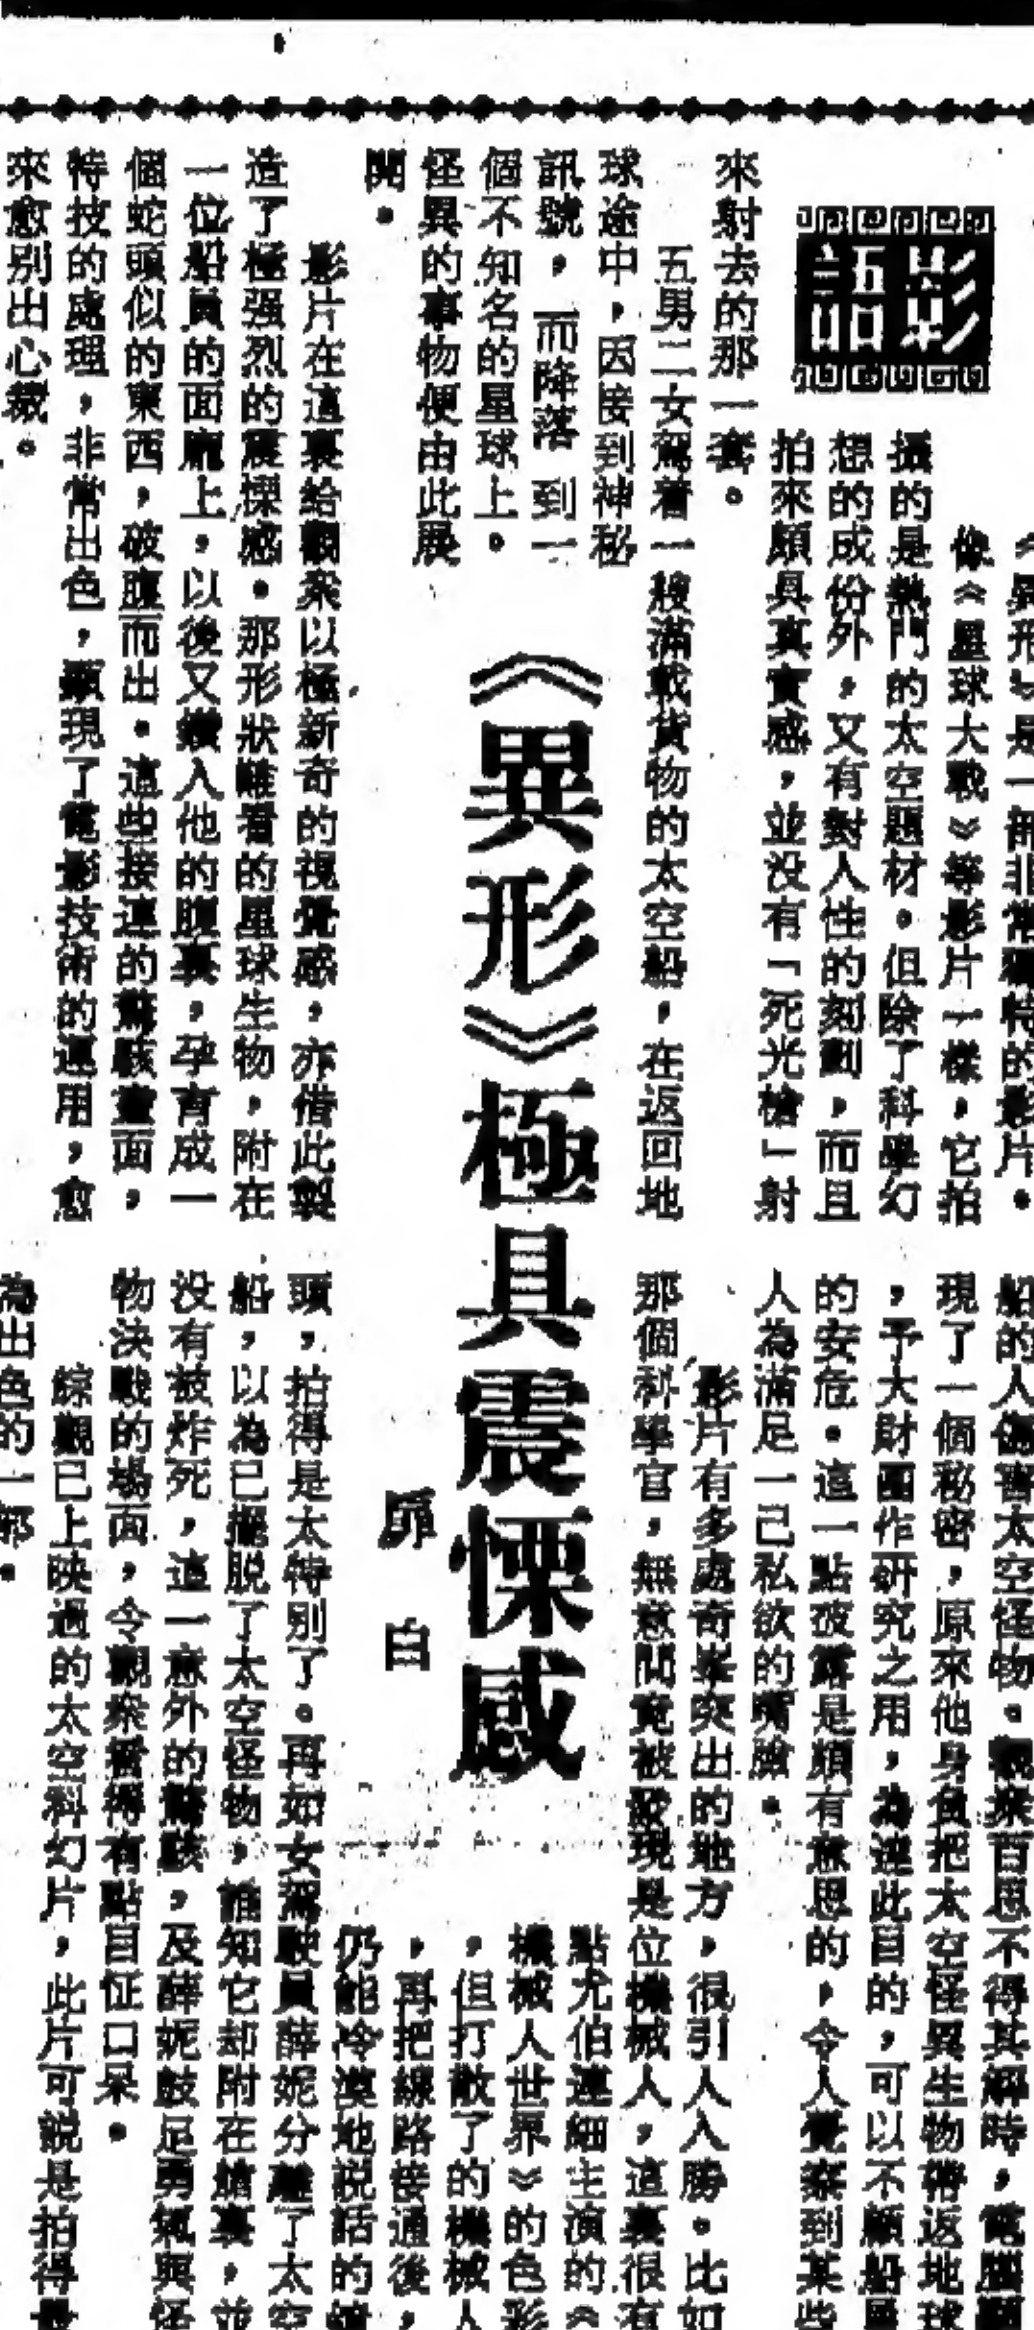 影語
《異形》極具震慄感
卯白
《異形》是一部非常獨特的影片。
像《星球大戰》等影片一樣，它拍
攝的是熱門的太空題材。但除了科學幻
想的成份外，又有對人性的刻劃，而且
拍來頗具真實感，並没有「死光槍」射
來射去的那一套。
五男二女駕着一艘滿載貨物的太空船，在返回地
球途中，因接到神秘
訊號，而降落到一
個不知名的星球上。
怪異的事物便由此展
開。
影片在這裏給觀衆以極新奇的視覺感，亦借此製
造了極强烈的震慄感。那形狀難看的星球生物，附在
一位船員的面龐上，以後又鑽入他的腹裏，孕育成一
個蛇頭似的東西，破腹而出。這些接連的驚駭畫面，
特技的處理，非常出色，顯現了電影技術的運用，愈
來愈别出心裁。
船的人傷害太空怪物。觀衆百思不得其解時，電腦顯
現了一個秘密，原來他身負把太空怪異生物帶返地球
，予大財團作研究之用，為達此目的，可以不顧船員
的安危。這一點披露是頗有意思的，令人覺察到某些
人為滿足一己私欲的嘴臉。
影片有多處奇峯突出的地方，很引人入勝。比如
那個科學官，無意間竟被發現是位機械人，這裏很有
點尤伯連細主演的《
機械人世界》的色彩
，但打散了的機械人
，再把線路接通後，
仍能冷漠地説話的鏡
頭，拍得是太特别了。再如女駕駛員薛妮分離了太空
船，以為已擺脱了太空怪物，誰知它却附在艙裏，並
没有被炸死，這一意外的驚駭，及薛妮鼓足勇氣與怪
物决戰的場面，令觀衆看得有點目怔口呆。
綜觀已上映過的太空科幻片，此片可説是拍得最
為出色的一部。